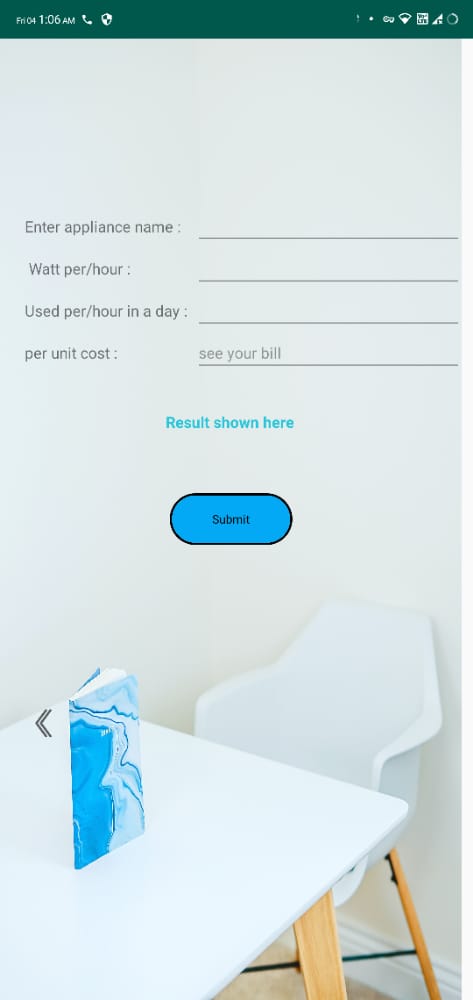 Fri 04 1:06 AM
Enter appliance name :
Watt per/hour :
Used per/hour in a day :
per unit cost : see your bill
Result shown here
Submit